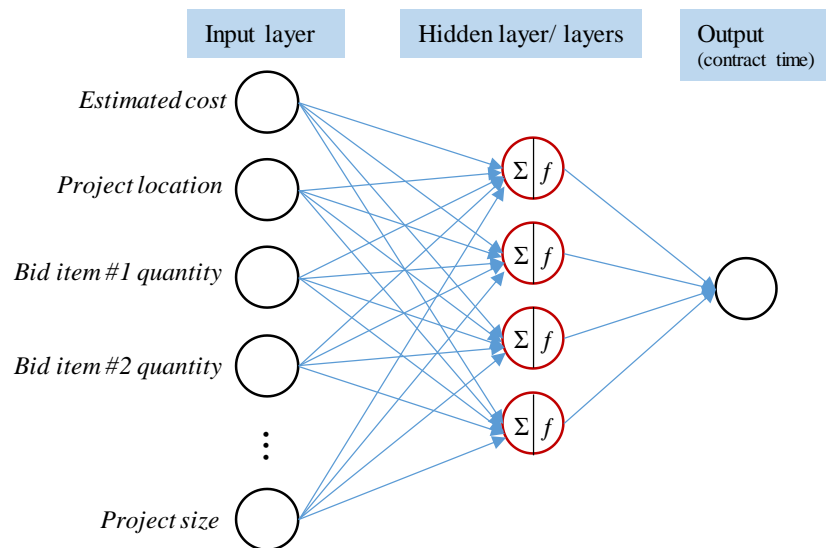 Input layer
Hidden layer/ layers
Output
(contract time)
Estimated cost
Project location
Bid item #1 quantity
Bid item #2 quantity
⋮
Project size
Σ f
Σ f
Σ f
Σ f